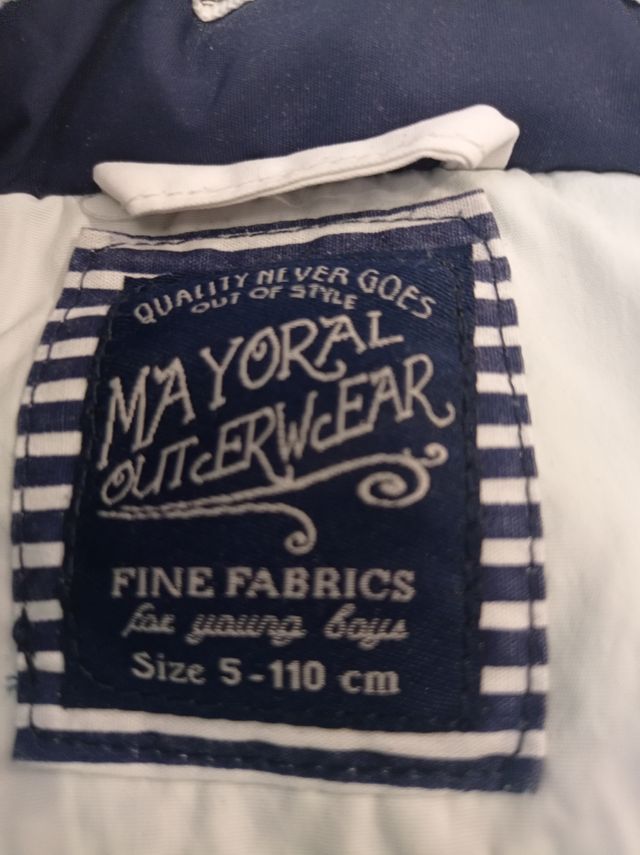 QUALITY NEVER GOES
OUT OF STYLE
MAYORAL
OUTERWEAR
FINE FABRICS
for young boys
Size 5-110 cm